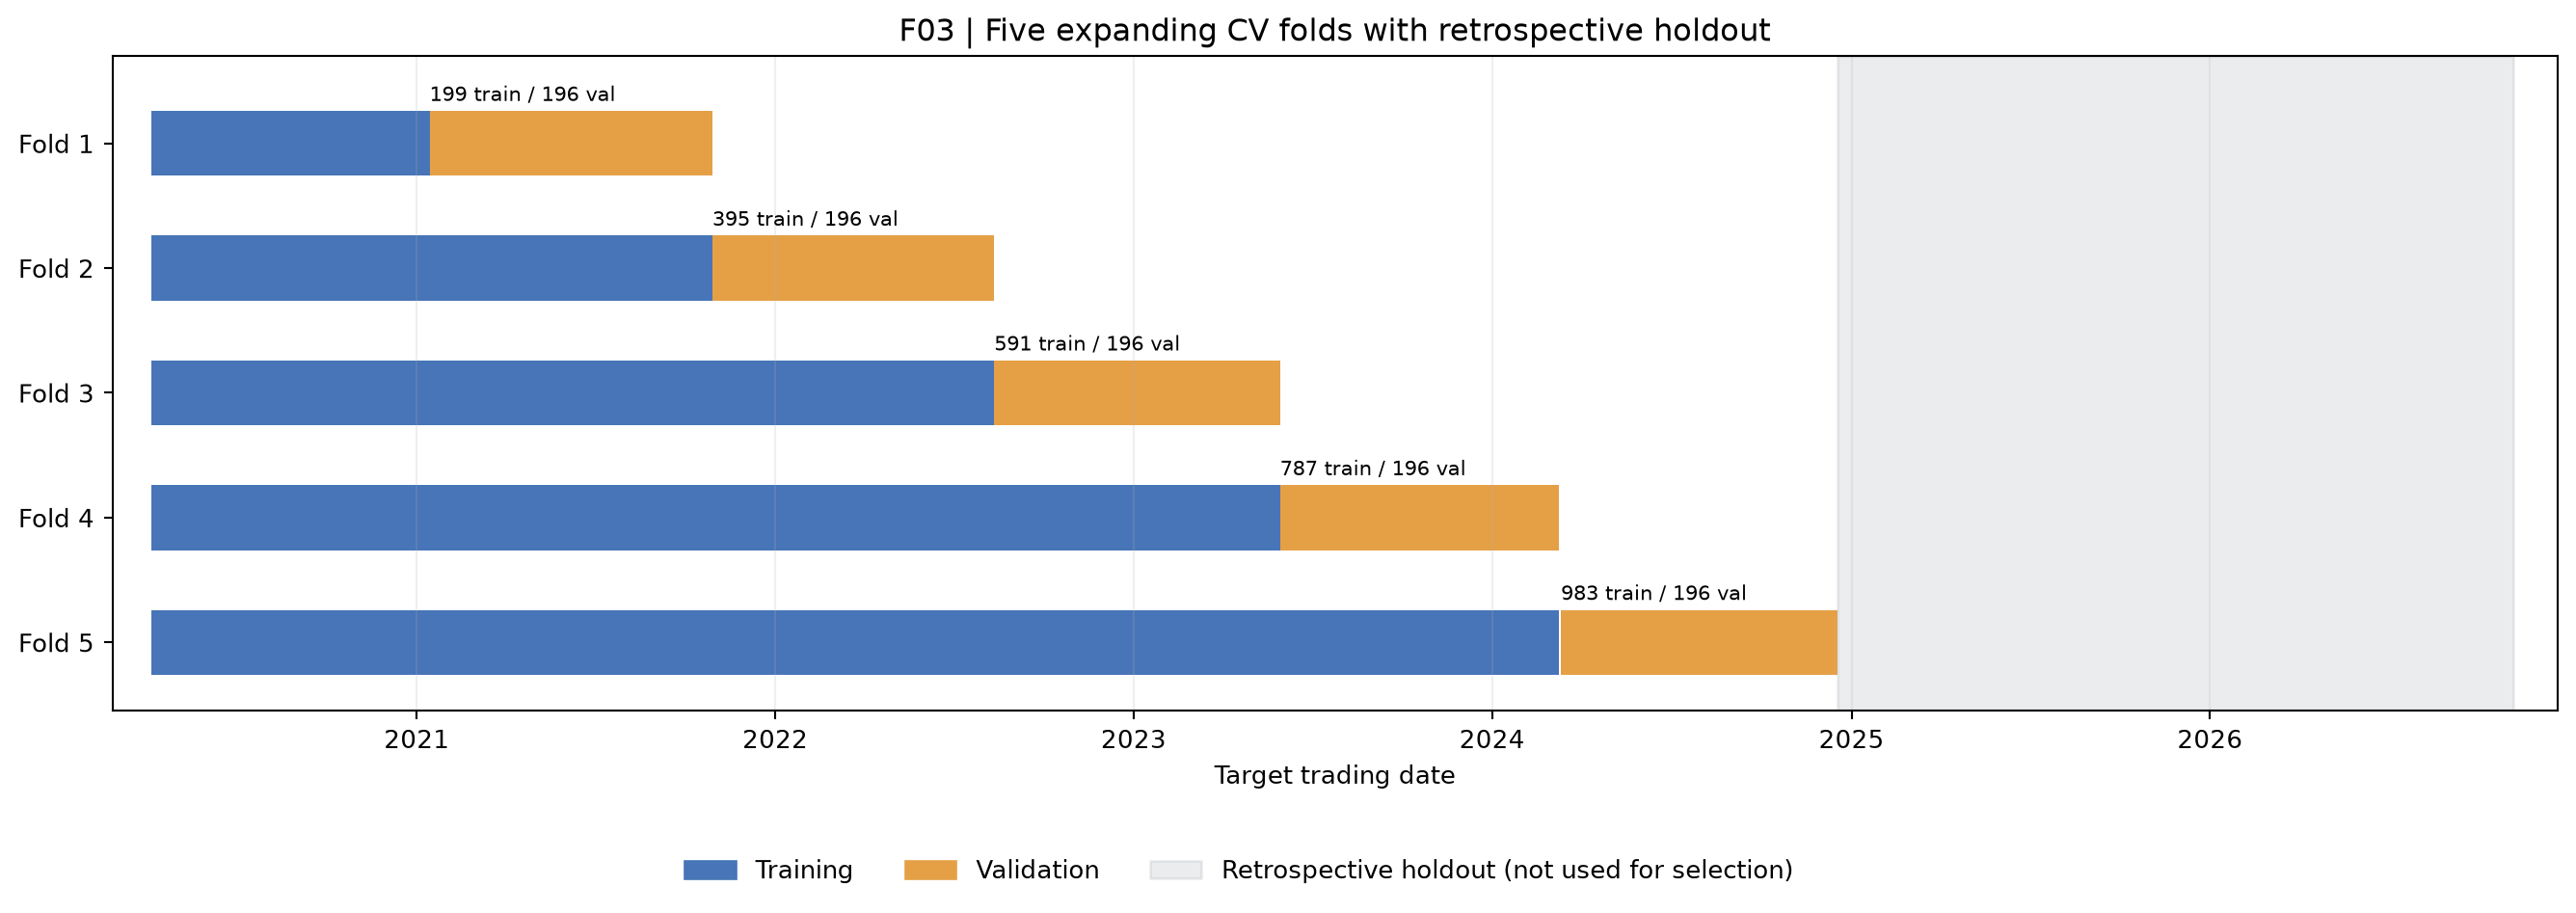 F03 | Five expanding CV folds with retrospective holdout
199 train / 196 val
Fold 1
395 train / 196 val
Fold 2
591 train / 196 val
Fold 3
787 train / 196 val
Fold 4
983 train / 196 val
Fold 5
2021 2022 2023 2024 2025 2026
Target trading date
Training Validation Retrospective holdout (not used for selection)